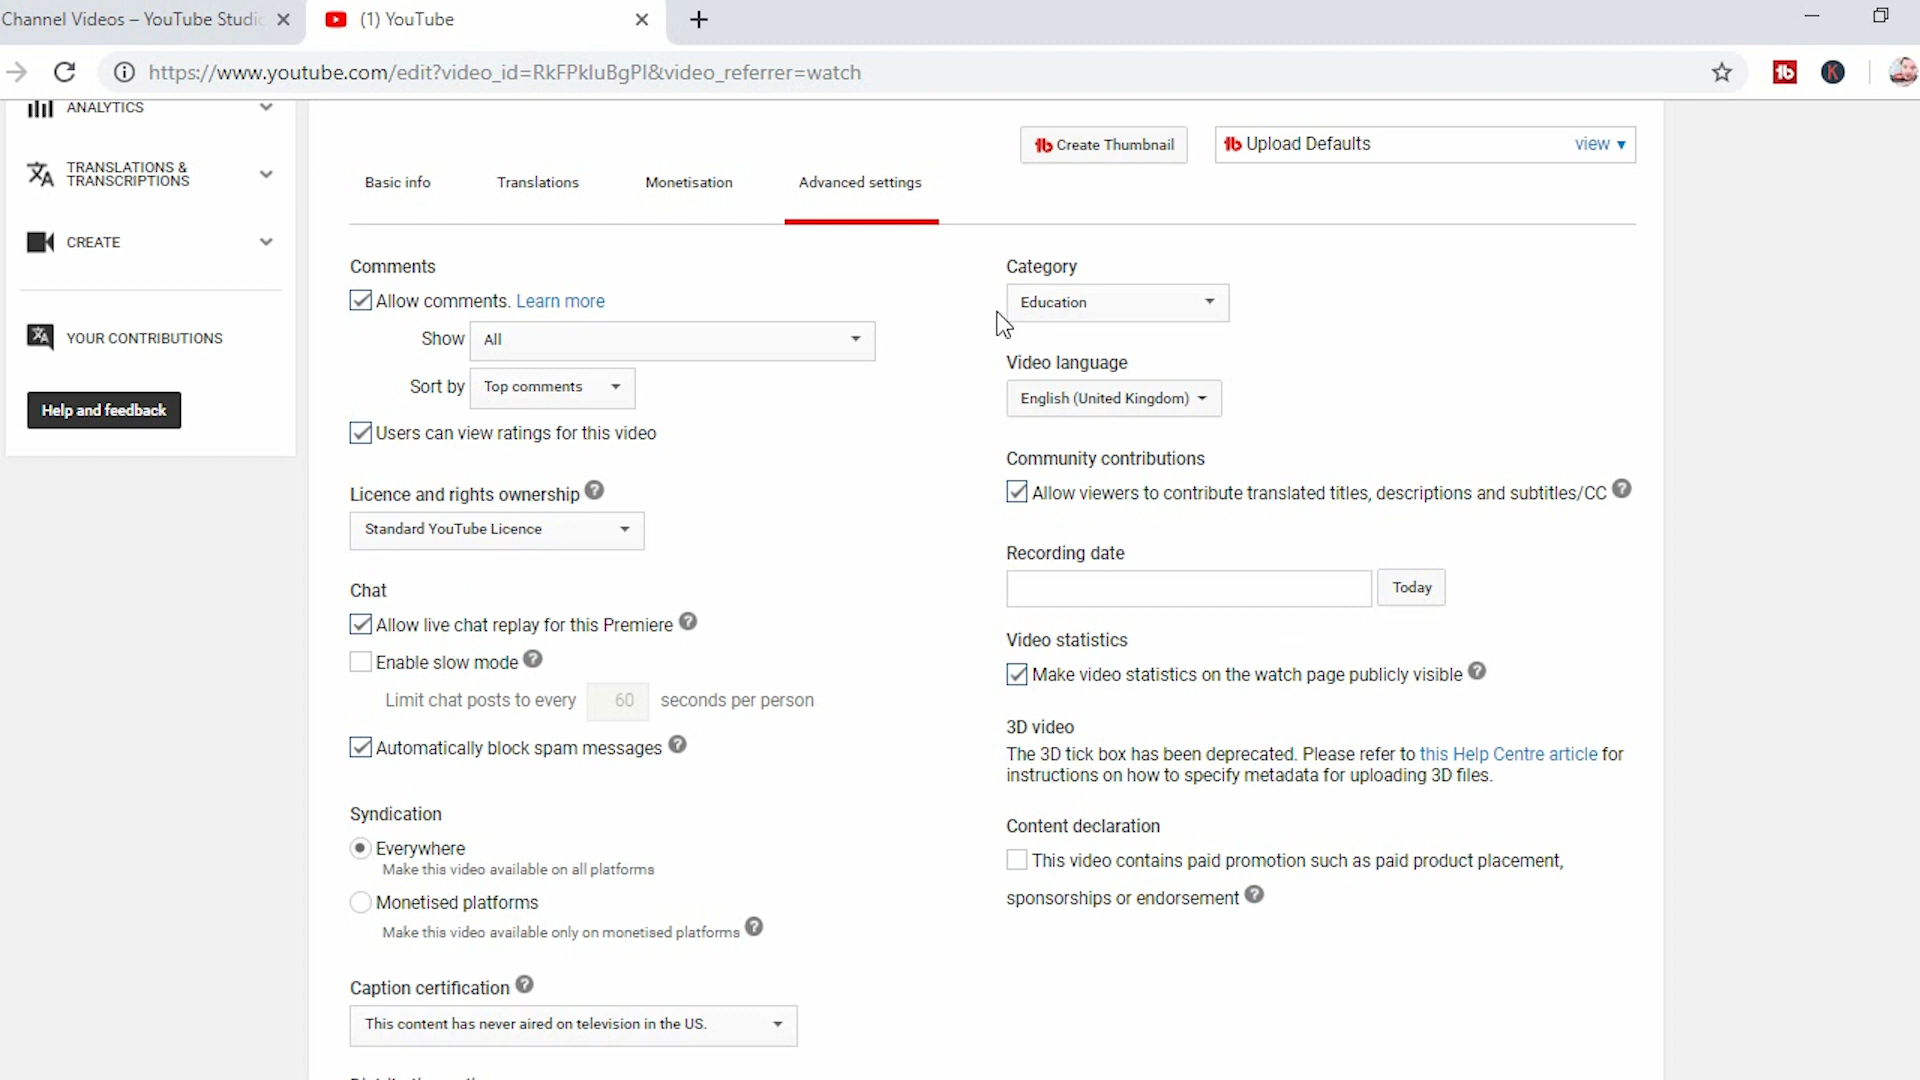 Channel Videos – YouTube Studio
(1) YouTube
https://www.youtube.com/edit?video_id=RkFPkluBgPI&video_referrer=watch
ANALYTICS
TRANSLATIONS &
TRANSCRIPTIONS
CREATE
YOUR CONTRIBUTIONS
Help and feedback
Create Thumbnail
Upload Defaults
view
Basic info
Translations
Monetisation
Advanced settings
Comments
Allow comments. Learn more
Show All
Sort by Top comments
Users can view ratings for this video
Licence and rights ownership
Standard YouTube Licence
Chat
Allow live chat replay for this Premiere
Enable slow mode
Limit chat posts to every 60 seconds per person
Automatically block spam messages
Syndication
Everywhere
Make this video available on all platforms
Monetised platforms
Make this video available only on monetised platforms
Caption certification
This content has never aired on television in the US.
Category
Education
Video language
English (United Kingdom)
Community contributions
Allow viewers to contribute translated titles, descriptions and subtitles/CC
Recording date
Today
Video statistics
Make video statistics on the watch page publicly visible
3D video
The 3D tick box has been deprecated. Please refer to this Help Centre article for
instructions on how to specify metadata for uploading 3D files.
Content declaration
This video contains paid promotion such as paid product placement,
sponsorships or endorsement